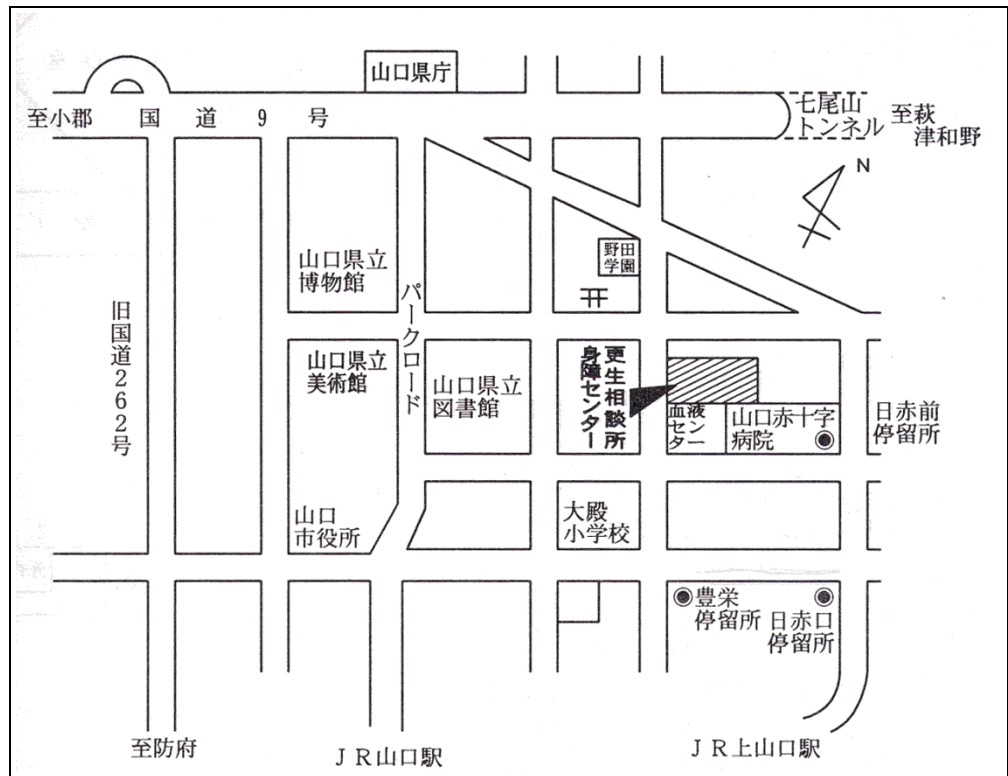 山口県庁
至小郡 国道9号
七尾山
トンネル
至萩
津和野
N
野田
学園
山口県立
博物館
パークロード
旧国道262号
山口県立
美術館
山口県立
図書館
更生相談所
身障センター
血液
センター
山口赤十字
病院
日赤前
停留所
山口
市役所
大殿
小学校
豊栄
停留所
日赤口
停留所
至防府
JR山口駅
JR上山口駅